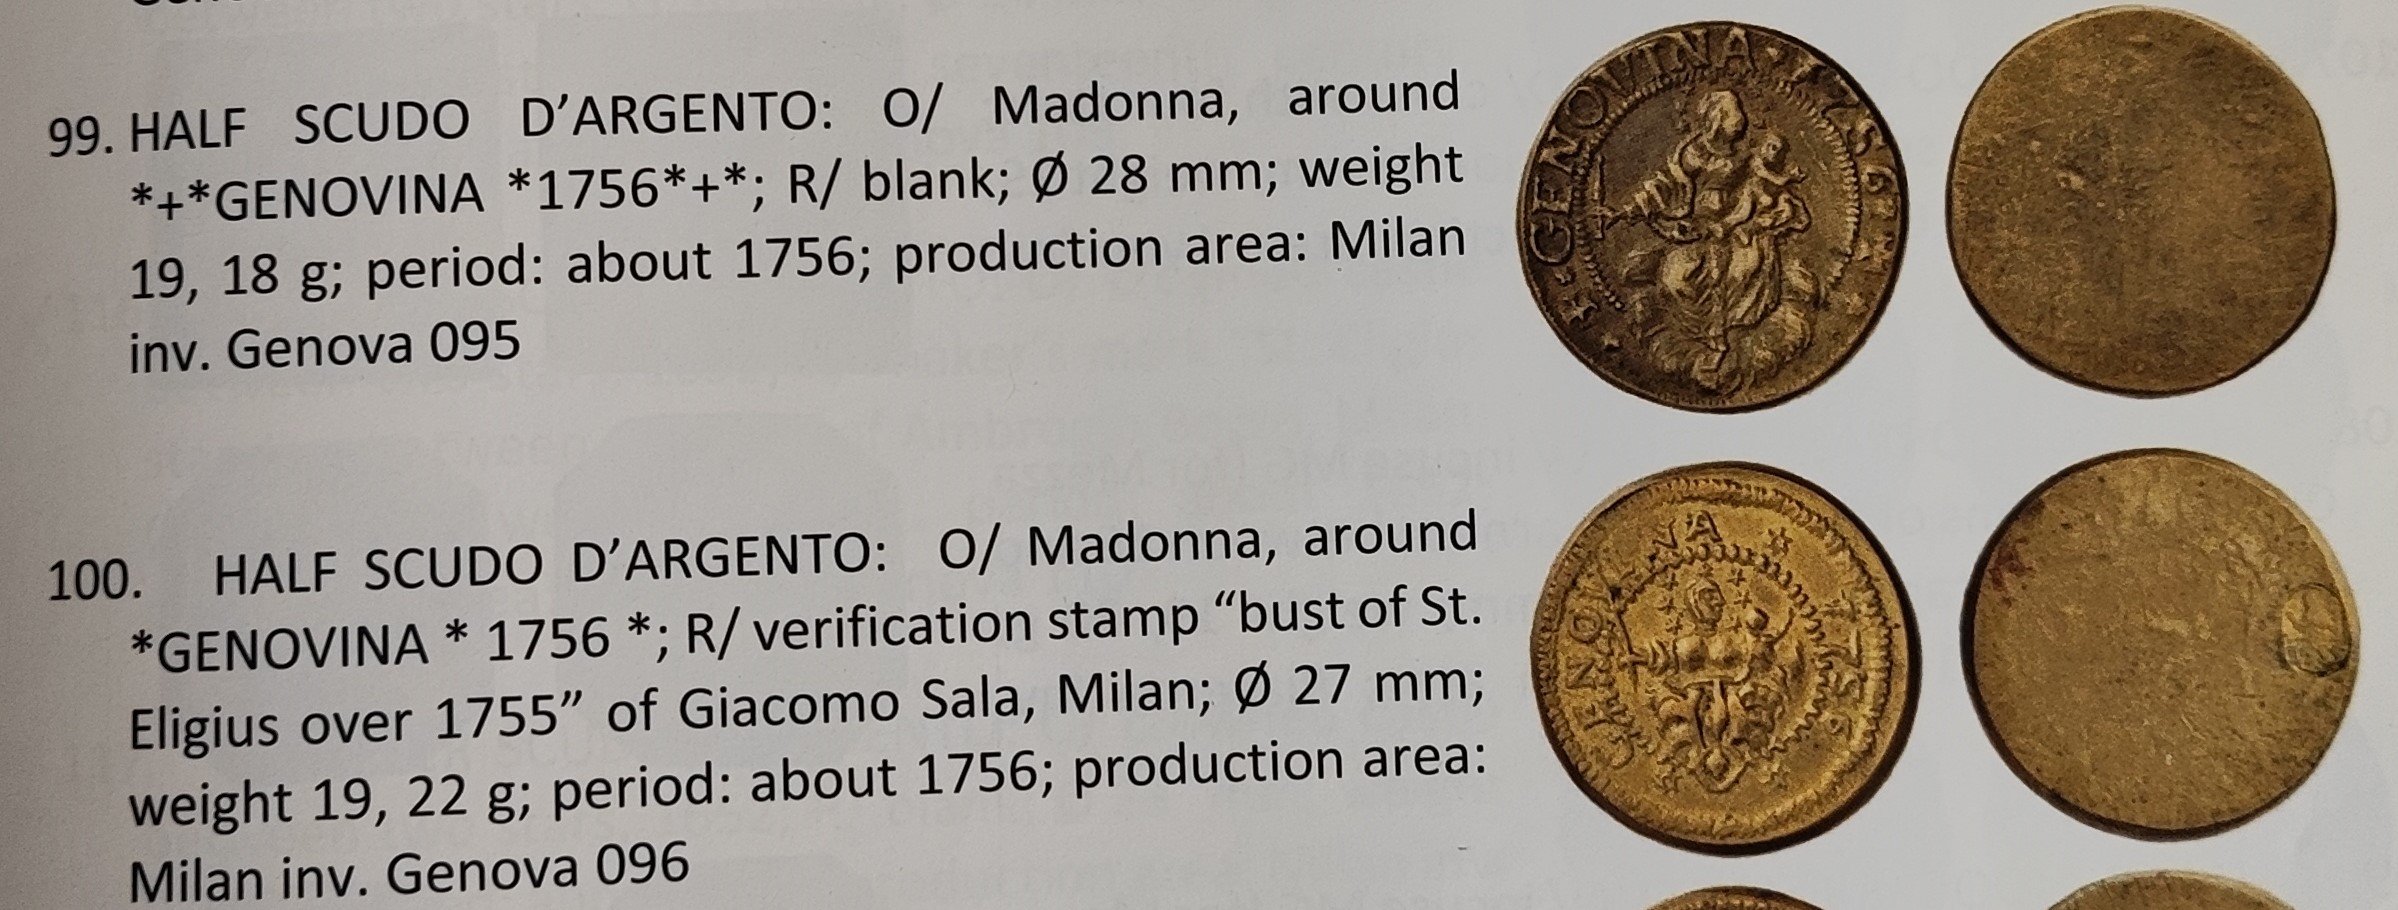 99. HALF SCUDO D’ARGENTO: O/ Madonna, around
*+*GENOVINA *1756*+*; R/ blank; Ø 28 mm; weight
19, 18 g; period: about 1756; production area: Milan
inv. Genova 095
GENOVINA · 1756
100. HALF SCUDO D’ARGENTO: O/ Madonna, around
*GENOVINA * 1756 *; R/ verification stamp “bust of St.
Eligius over 1755” of Giacomo Sala, Milan; Ø 27 mm;
weight 19, 22 g; period: about 1756; production area:
Milan inv. Genova 096
GENOVINA * 1756